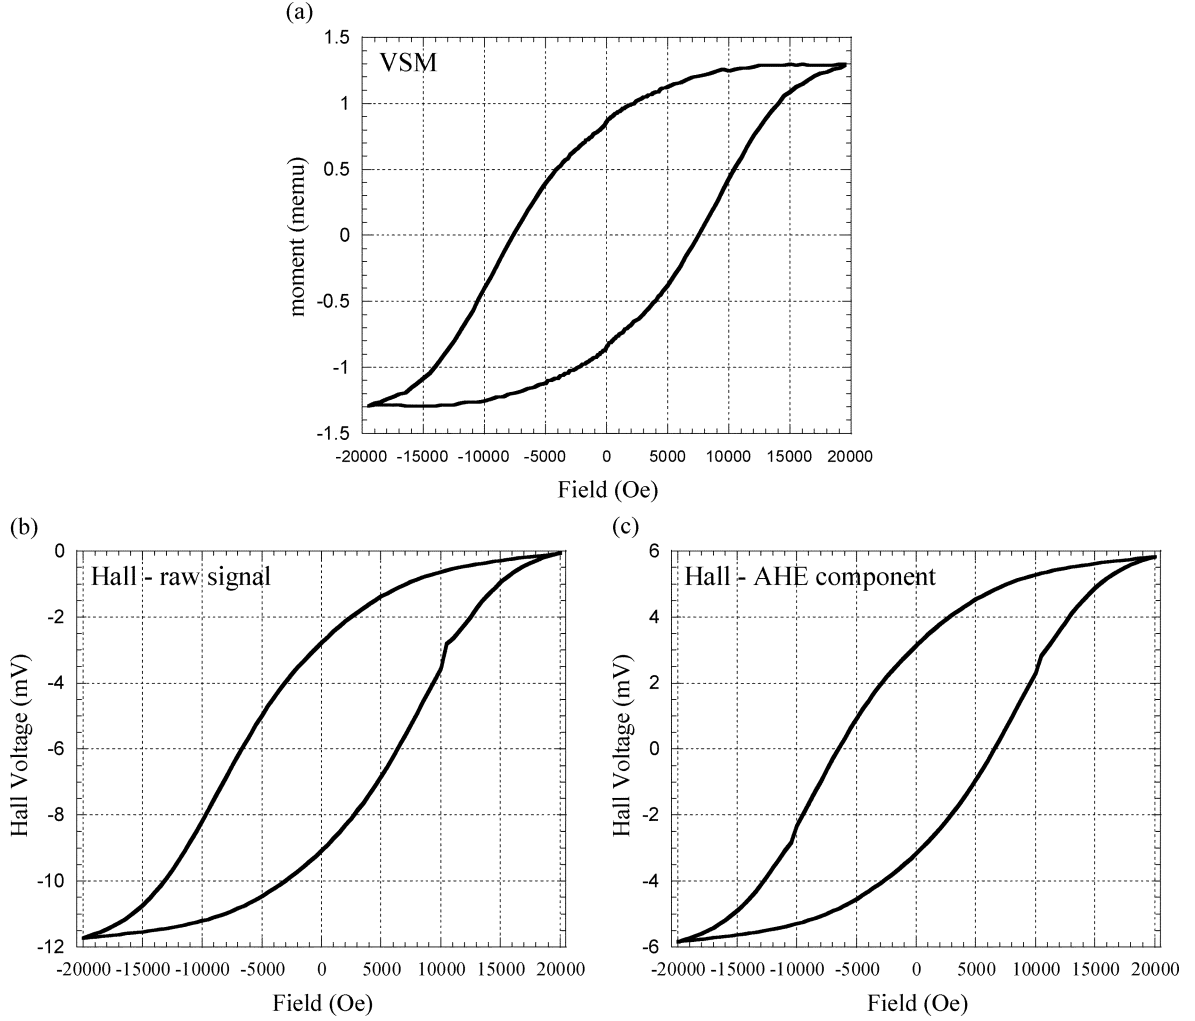 (a)
VSM
1.5
1
0.5
0
-0.5
-1
-1.5
moment (memu)
-20000 -15000 -10000 -5000 0 5000 10000 15000 20000
Field (Oe)
(b)
Hall - raw signal
0
-2
-4
-6
-8
-10
-12
Hall Voltage (mV)
-20000 -15000 -10000 -5000 0 5000 10000 15000 20000
Field (Oe)
(c)
Hall - AHE component
6
4
2
0
-2
-4
-6
Hall Voltage (mV)
-20000 -15000 -10000 -5000 0 5000 10000 15000 20000
Field (Oe)